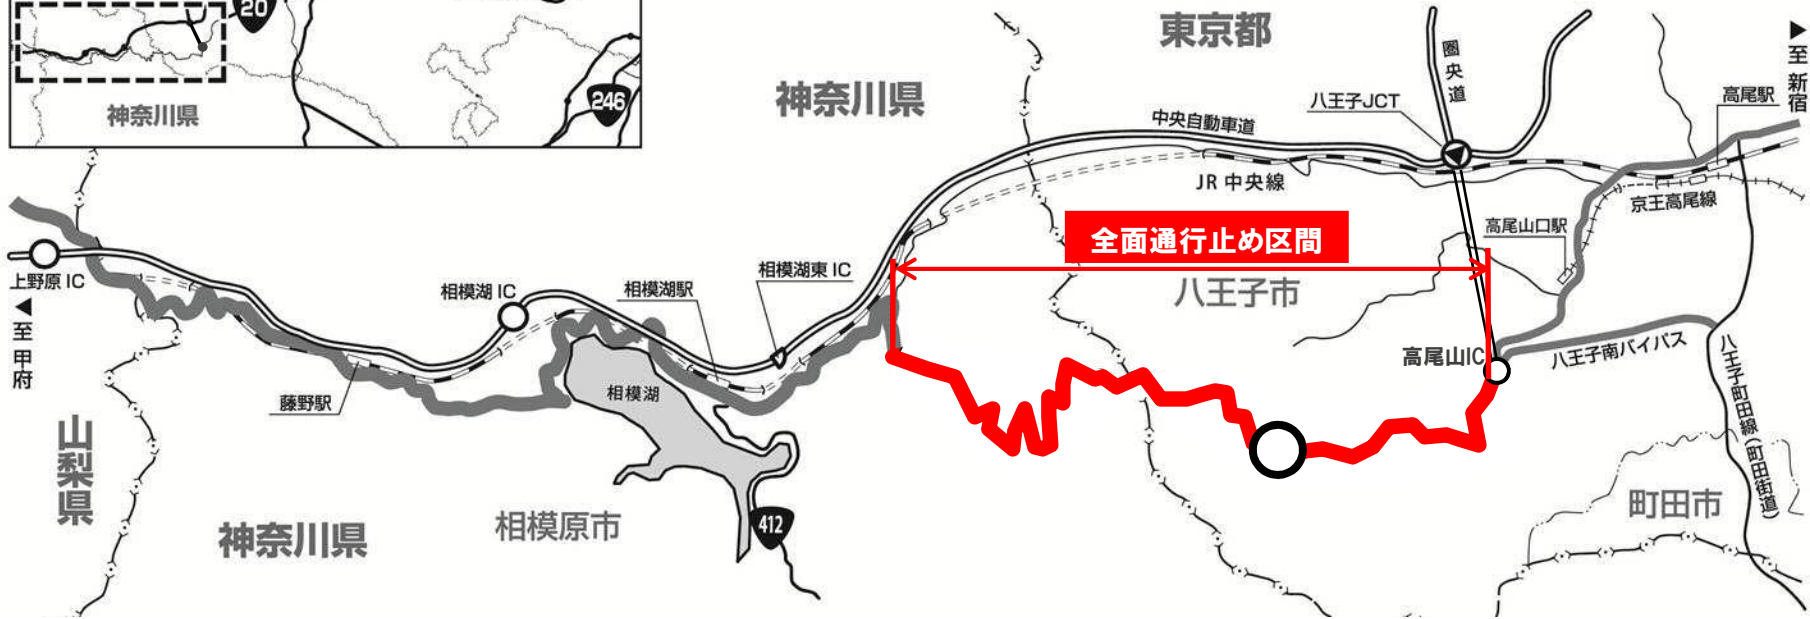 20
246
神奈川県
神奈川県
東京都
圏央道
八王子JCT
中央自動車道
高尾駅
▶至 新宿
JR 中央線
京王高尾線
高尾山口駅
全面通行止め区間
八王子市
上野原 IC
◀至 甲府
相模湖 IC
相模湖駅
相模湖東 IC
高尾山IC
八王子南バイパス
八王子町田線(町田街道)
藤野駅
相模湖
山梨県
神奈川県
相模原市
412
町田市